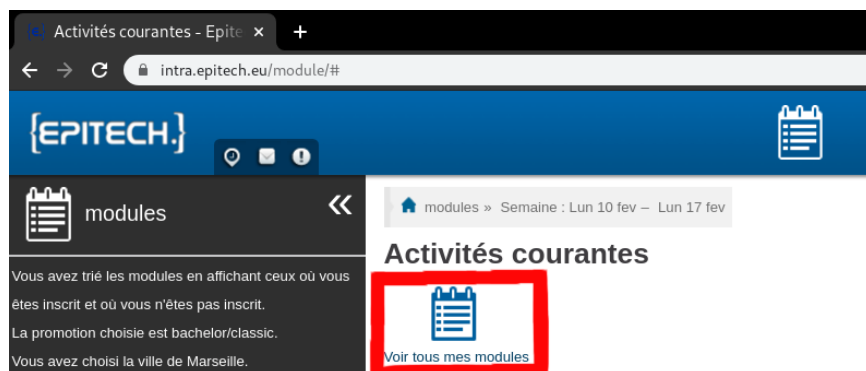 Activités courantes - Epite
intra.epitech.eu/module/#
{EPITECH.}
modules
modules » Semaine : Lun 10 fev – Lun 17 fev
Activités courantes
Vous avez trié les modules en affichant ceux où vous
êtes inscrit et où vous n'êtes pas inscrit.
La promotion choisie est bachelor/classic.
Vous avez choisi la ville de Marseille.
Voir tous mes modules